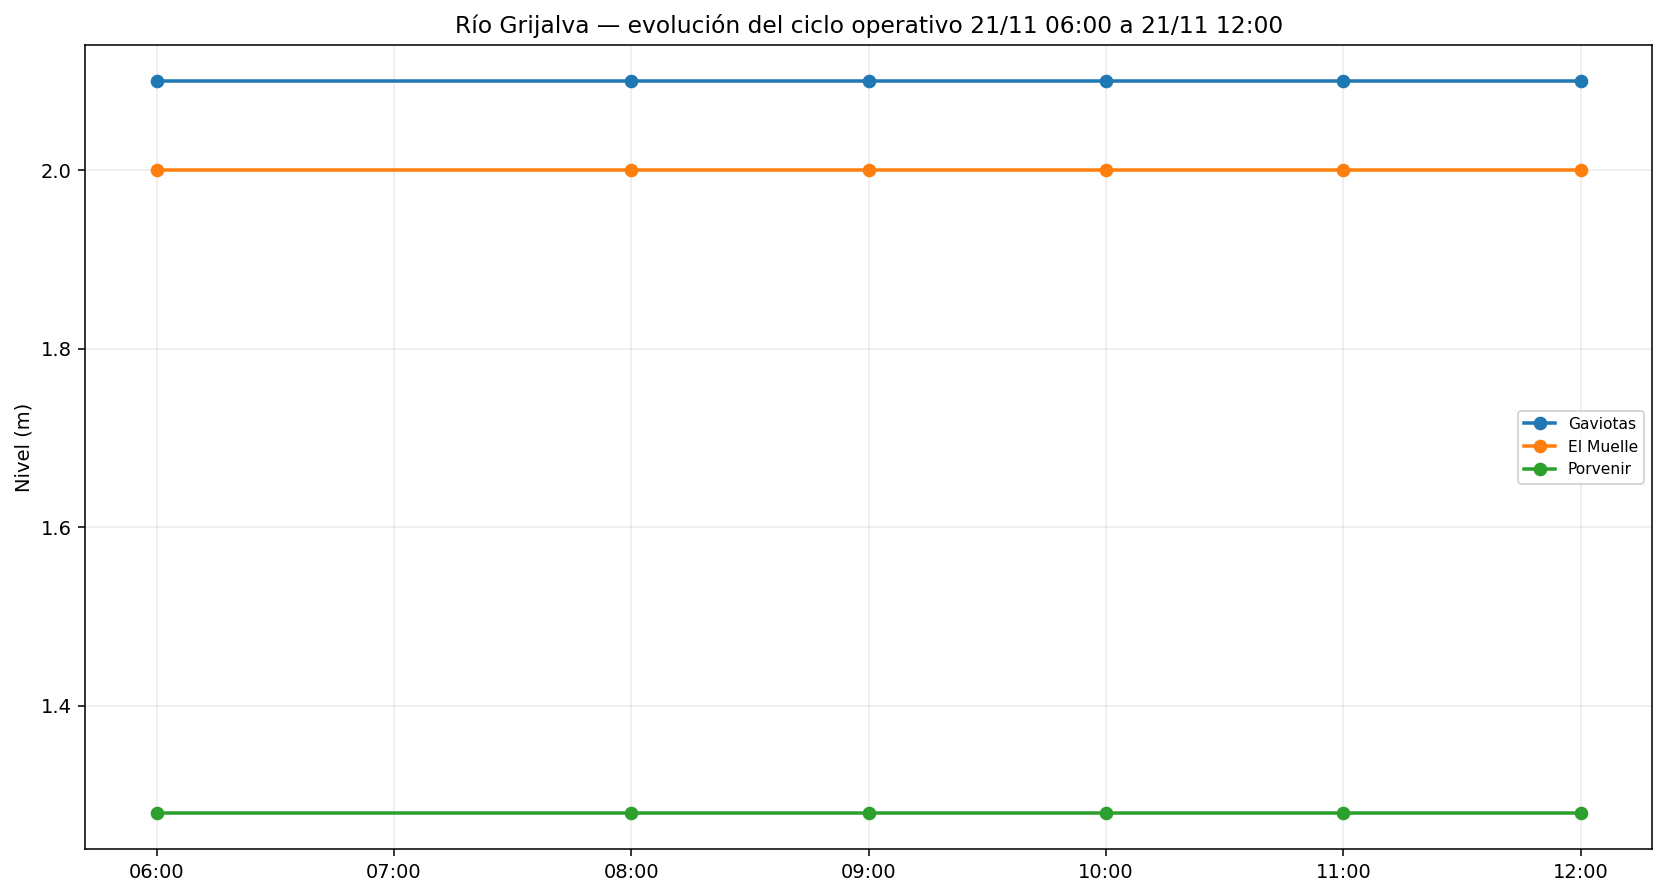 Río Grijalva — evolución del ciclo operativo 21/11 06:00 a 21/11 12:00
Nivel (m)
2.0
1.8
1.6
1.4
Gaviotas
El Muelle
Porvenir
06:00 07:00 08:00 09:00 10:00 11:00 12:00